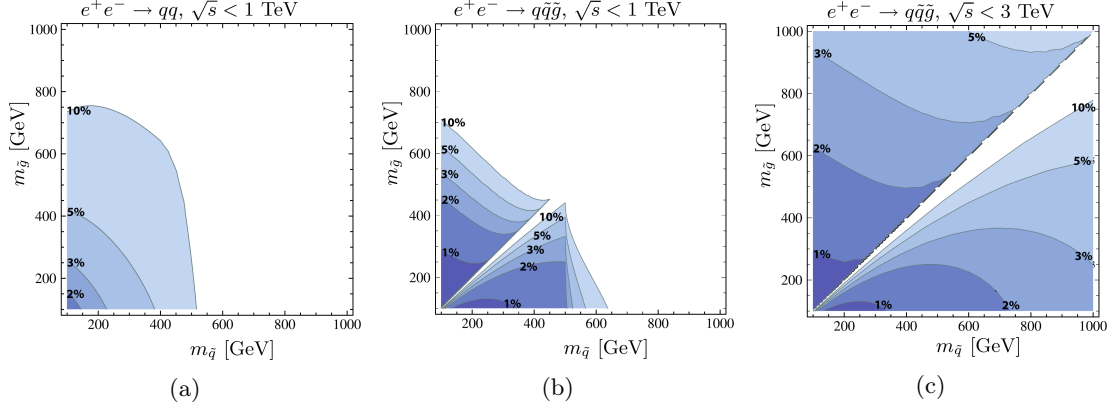 e⁺e⁻ → qq, √s < 1 TeV
1000
800
600
400
200
m_g̃ [GeV]
10%
5%
3%
2%
200 400 600 800 1000
m_q̃ [GeV]
(a)
e⁺e⁻ → qq̃g̃, √s < 1 TeV
1000
800
600
400
200
m_g̃ [GeV]
10%
5%
3%
2%
1%
10%
5%
3%
2%
1%
200 400 600 800 1000
m_q̃ [GeV]
(b)
e⁺e⁻ → qq̃g̃, √s < 3 TeV
1000
800
600
400
200
m_g̃ [GeV]
5%
3%
2%
1%
10%
5%
3%
2%
1%
200 400 600 800 1000
m_q̃ [GeV]
(c)